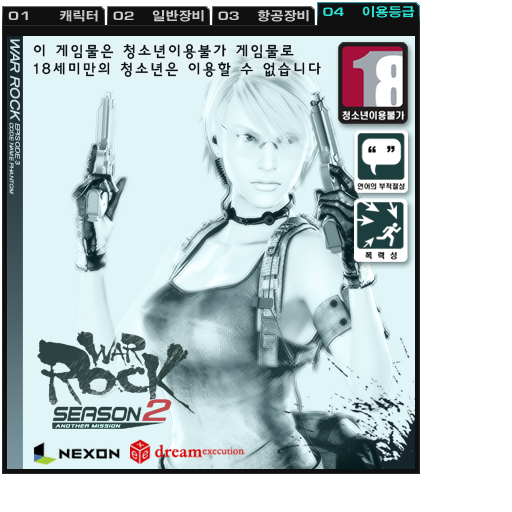 01 캐릭터 02 일반장비 03 항공장비 04 이용등급
WAR ROCK EPISODE 3
CODE NAME PHANTOM
이 게임물은 청소년이용불가 게임물로
18세미만의 청소년은 이용할 수 없습니다
18
청소년이용불가
언어의 부적절성
폭력성
WAR
ROCK
SEASON 2
ANOTHER MISSION
NEXON dream execution